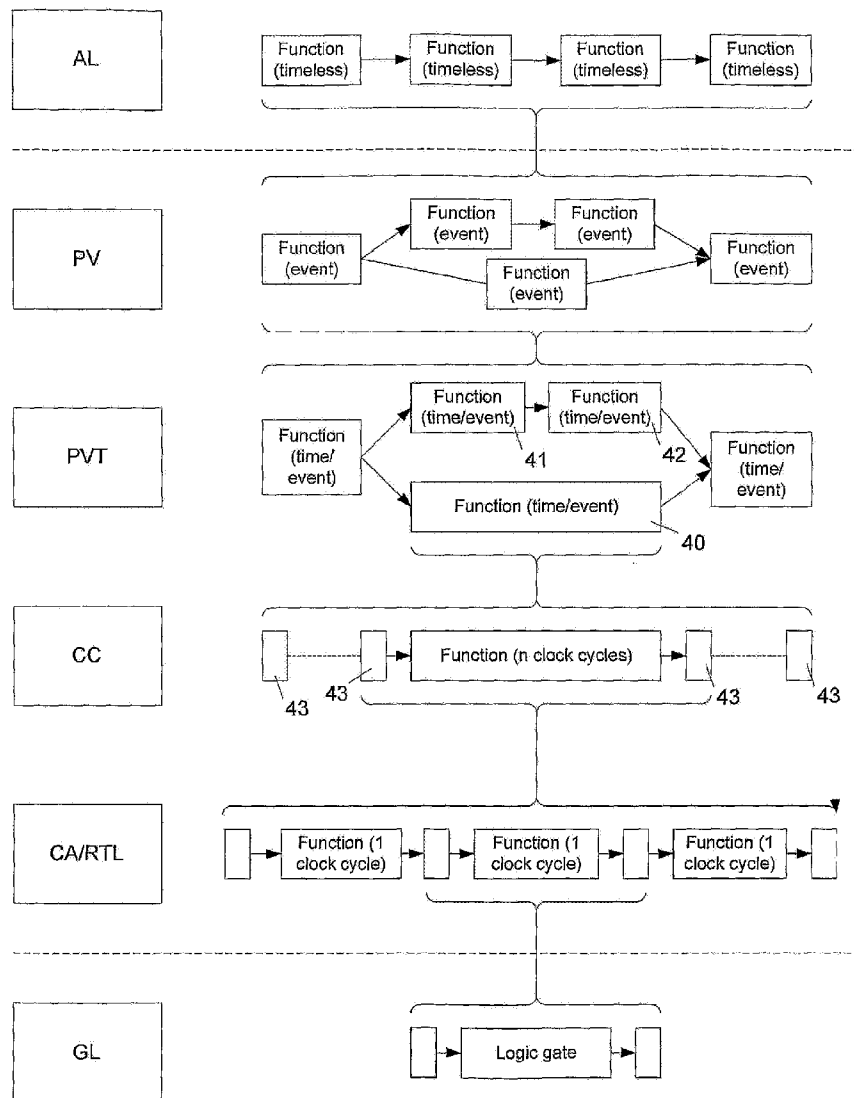 AL
Function
(timeless)
Function
(timeless)
Function
(timeless)
Function
(timeless)
PV
Function
(event)
Function
(event)
Function
(event)
Function
(event)
Function
(event)
PVT
Function
(time/
event)
Function
(time/event)
41
Function
(time/event)
42
Function (time/event)
40
Function
(time/
event)
CC
43
43
Function (n clock cycles)
43
43
CA/RTL
Function (1
clock cycle)
Function (1
clock cycle)
Function (1
clock cycle)
GL
Logic gate